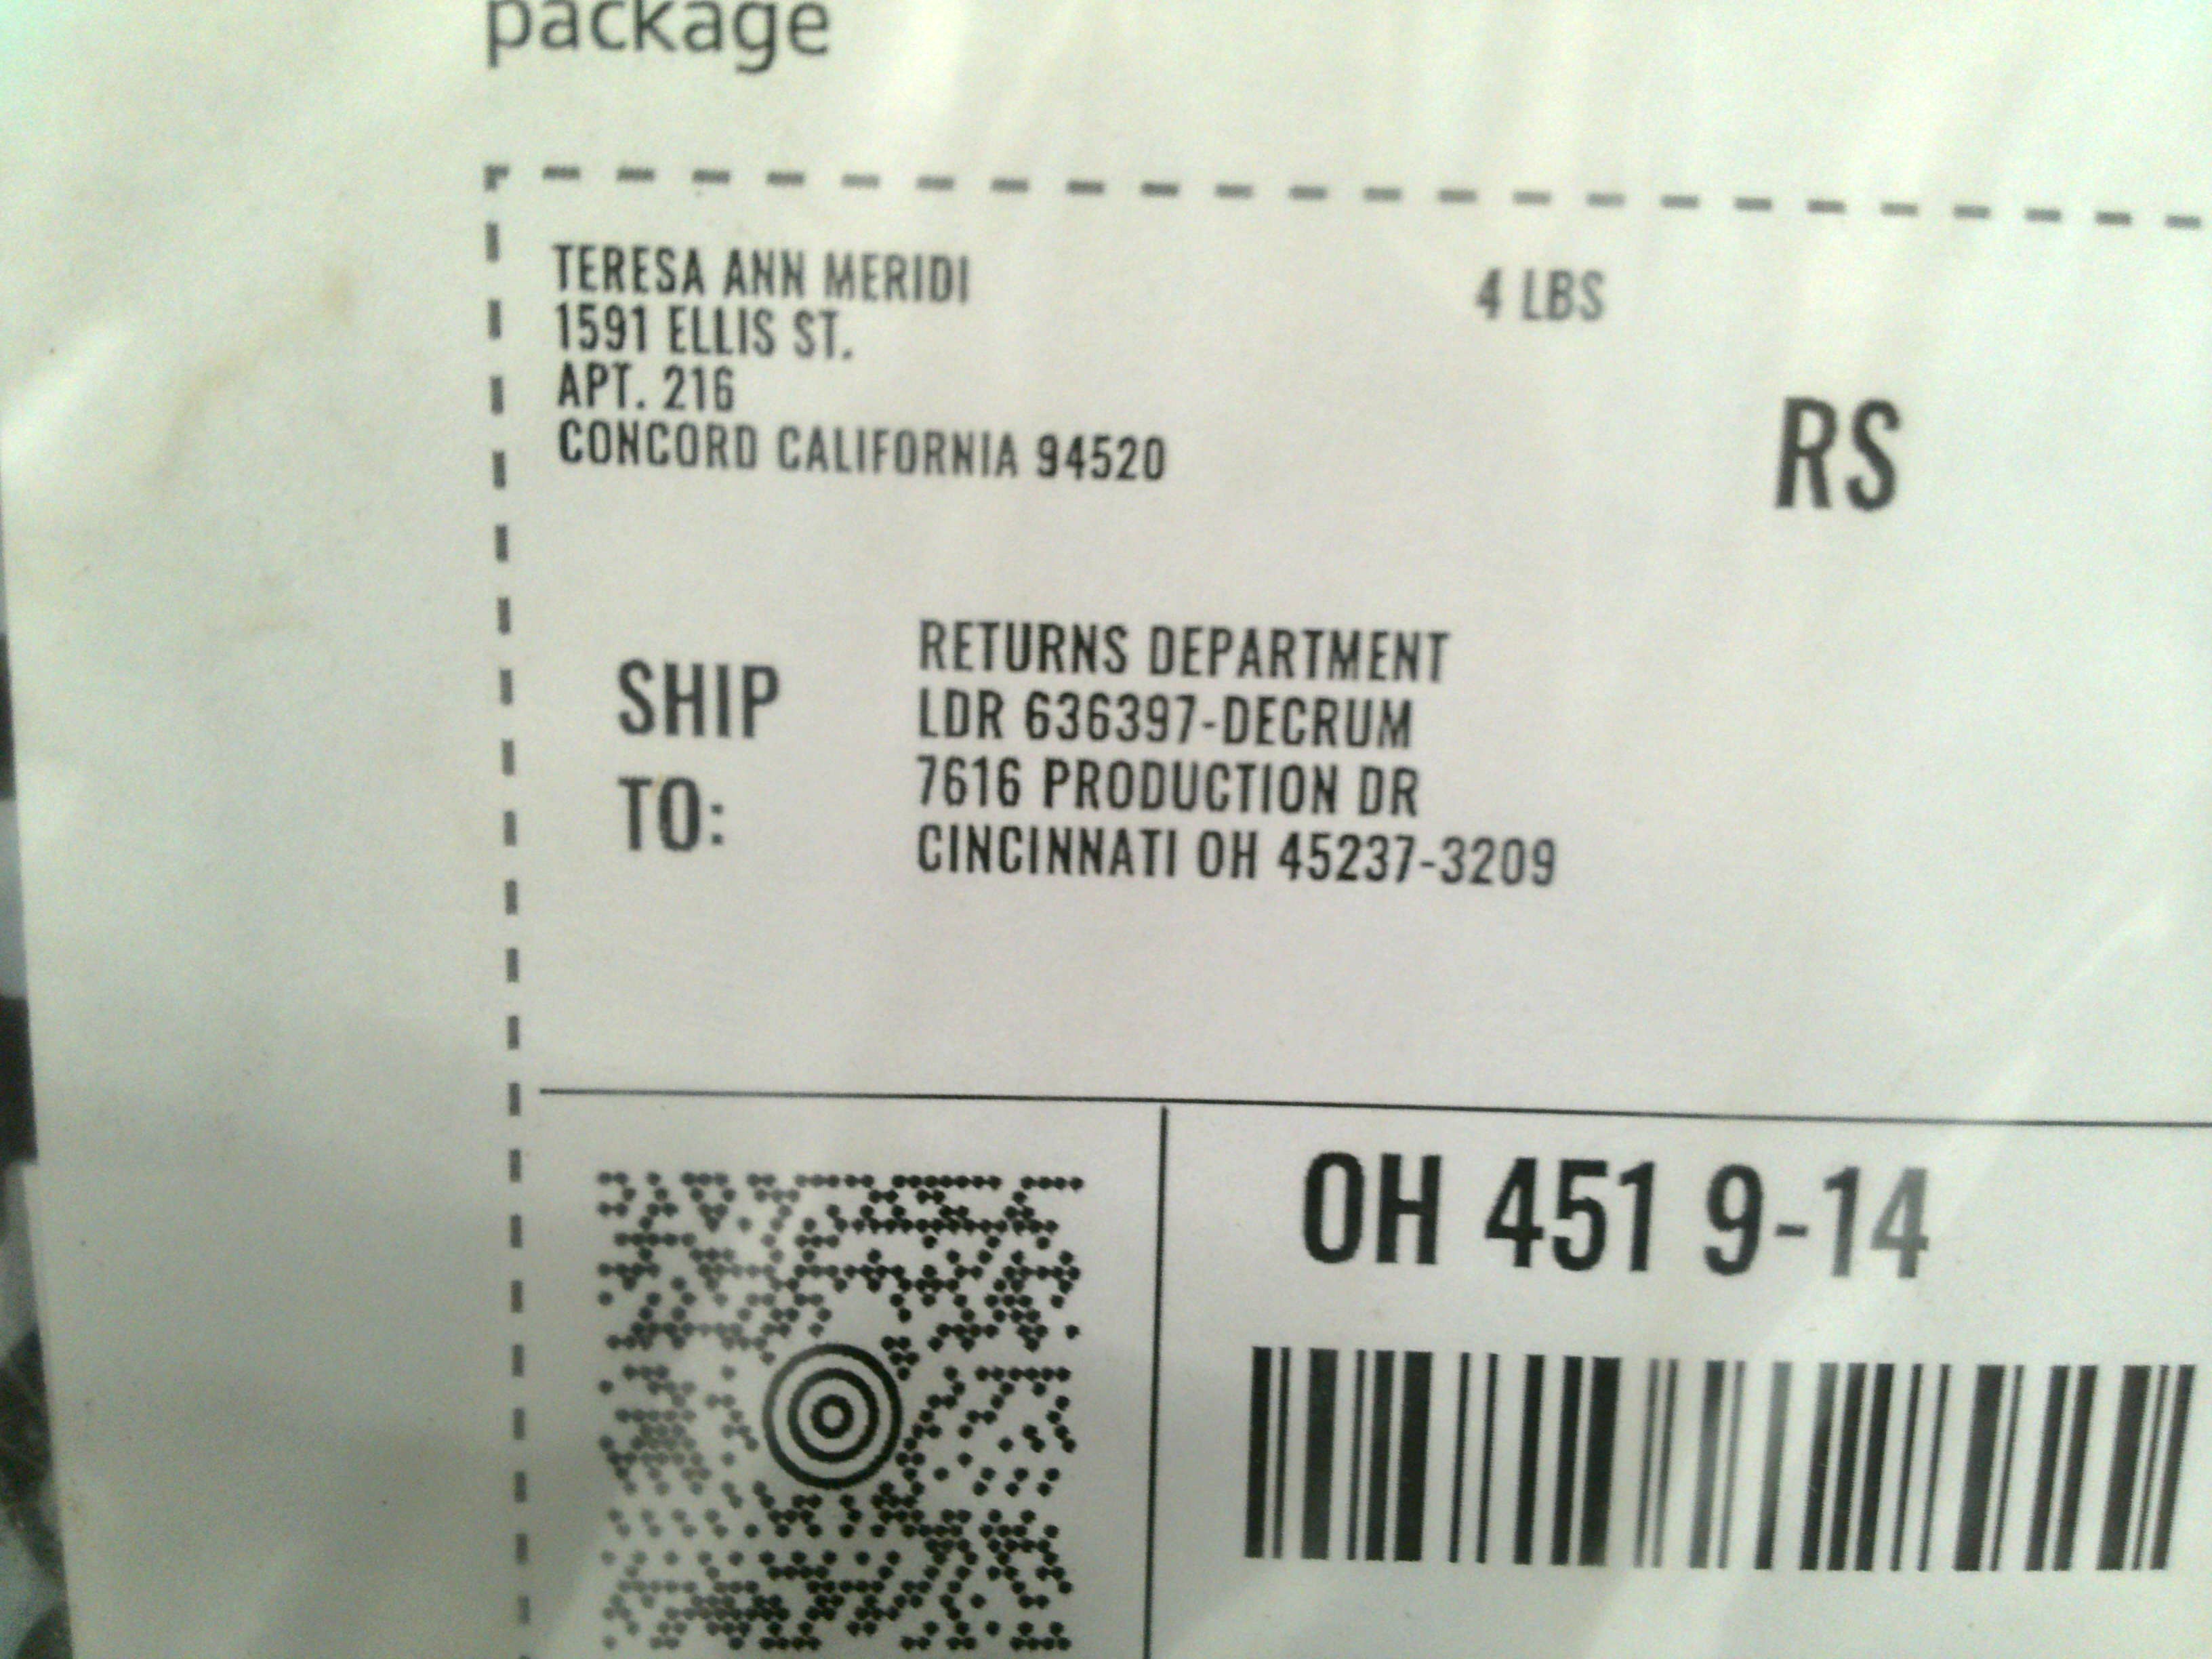 package
TERESA ANN MERIDI
1591 ELLIS ST.
APT. 216
CONCORD CALIFORNIA 94520
4 LBS
RS
SHIP
TO:
RETURNS DEPARTMENT
LDR 636397-DECRUM
7616 PRODUCTION DR
CINCINNATI OH 45237-3209
OH 451 9-14